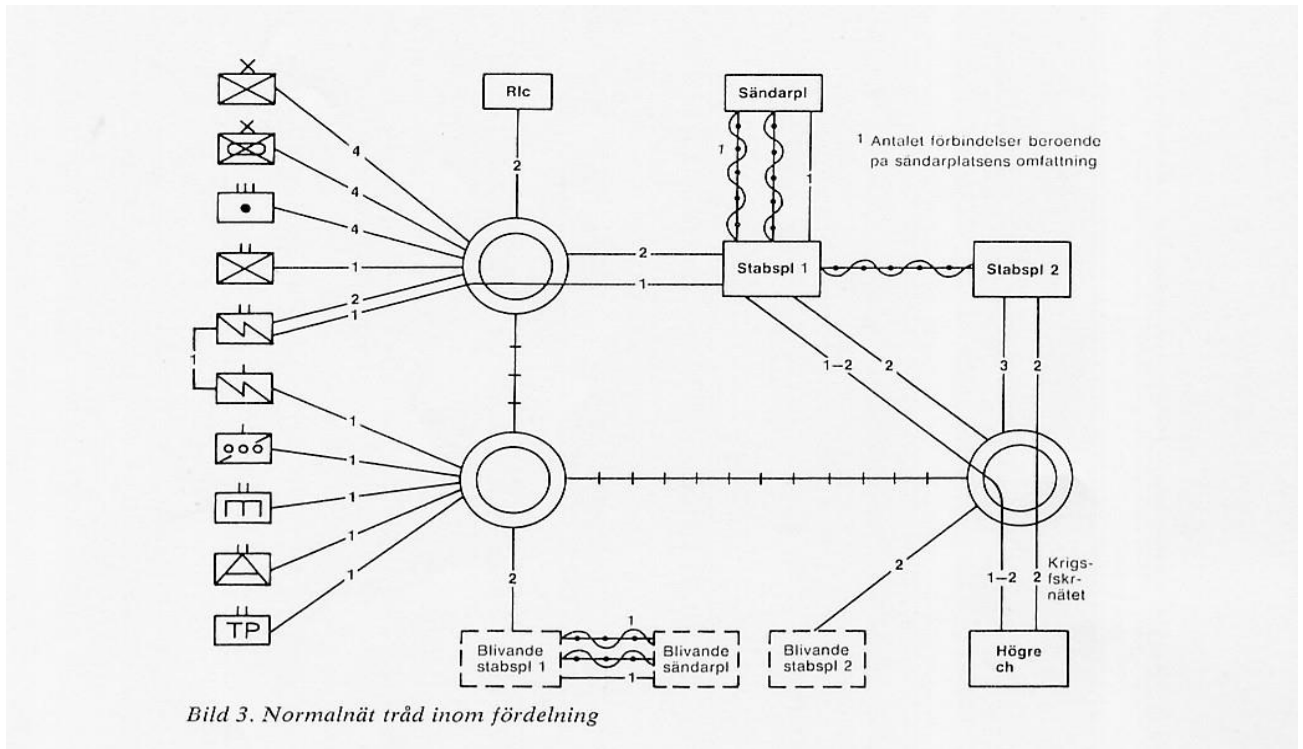 Rlc
Sändarpl
1 Antalet förbindelser beroende
pa sändarplatsens omfattning
4
4
4
1
2
1
1
2
1
1
2
1
Stabspl 1
Stabspl 2
1–2
2
3
2
1
1
1
1
1
TP
2
2
1–2
2
Krigs-
fskr-
nätet
Blivande
stabspl 1
1
1
Blivande
sändarpl
Blivande
stabspl 2
Högre
ch
Bild 3. Normalnät tråd inom fördelning